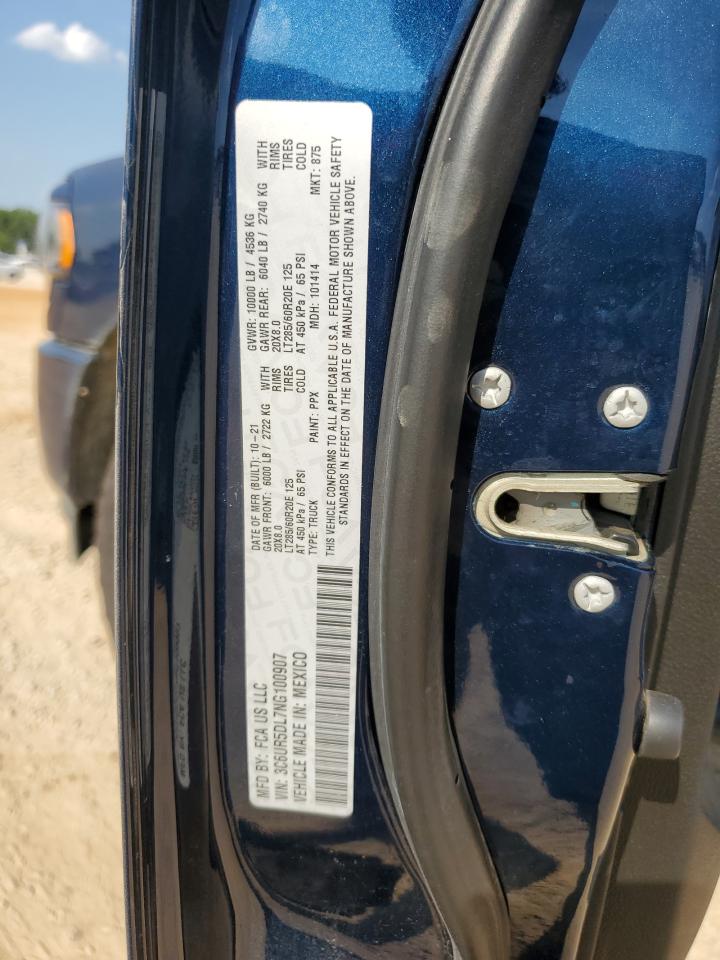 MFD BY: FCA US LLC
VIN: 3C6UR5DL7NG100907
VEHICLE MADE IN: MEXICO
DATE OF MFR (BUILT): 10-21
GAWR FRONT: 6000 LB / 2722 KG WITH
20X8.0 RIMS
LT285/60R20E 125 TIRES
AT 450 kPa / 65 PSI COLD
GVWR: 10000 LB / 4536 KG
GAWR REAR: 6040 LB / 2740 KG WITH
20X8.0 RIMS
LT285/60R20E 125 TIRES
AT 450 kPa / 65 PSI COLD
TYPE: TRUCK PAINT: PPX MDH: 101414 MKT: 875
THIS VEHICLE CONFORMS TO ALL APPLICABLE U.S.A. FEDERAL MOTOR VEHICLE SAFETY
STANDARDS IN EFFECT ON THE DATE OF MANUFACTURE SHOWN ABOVE.